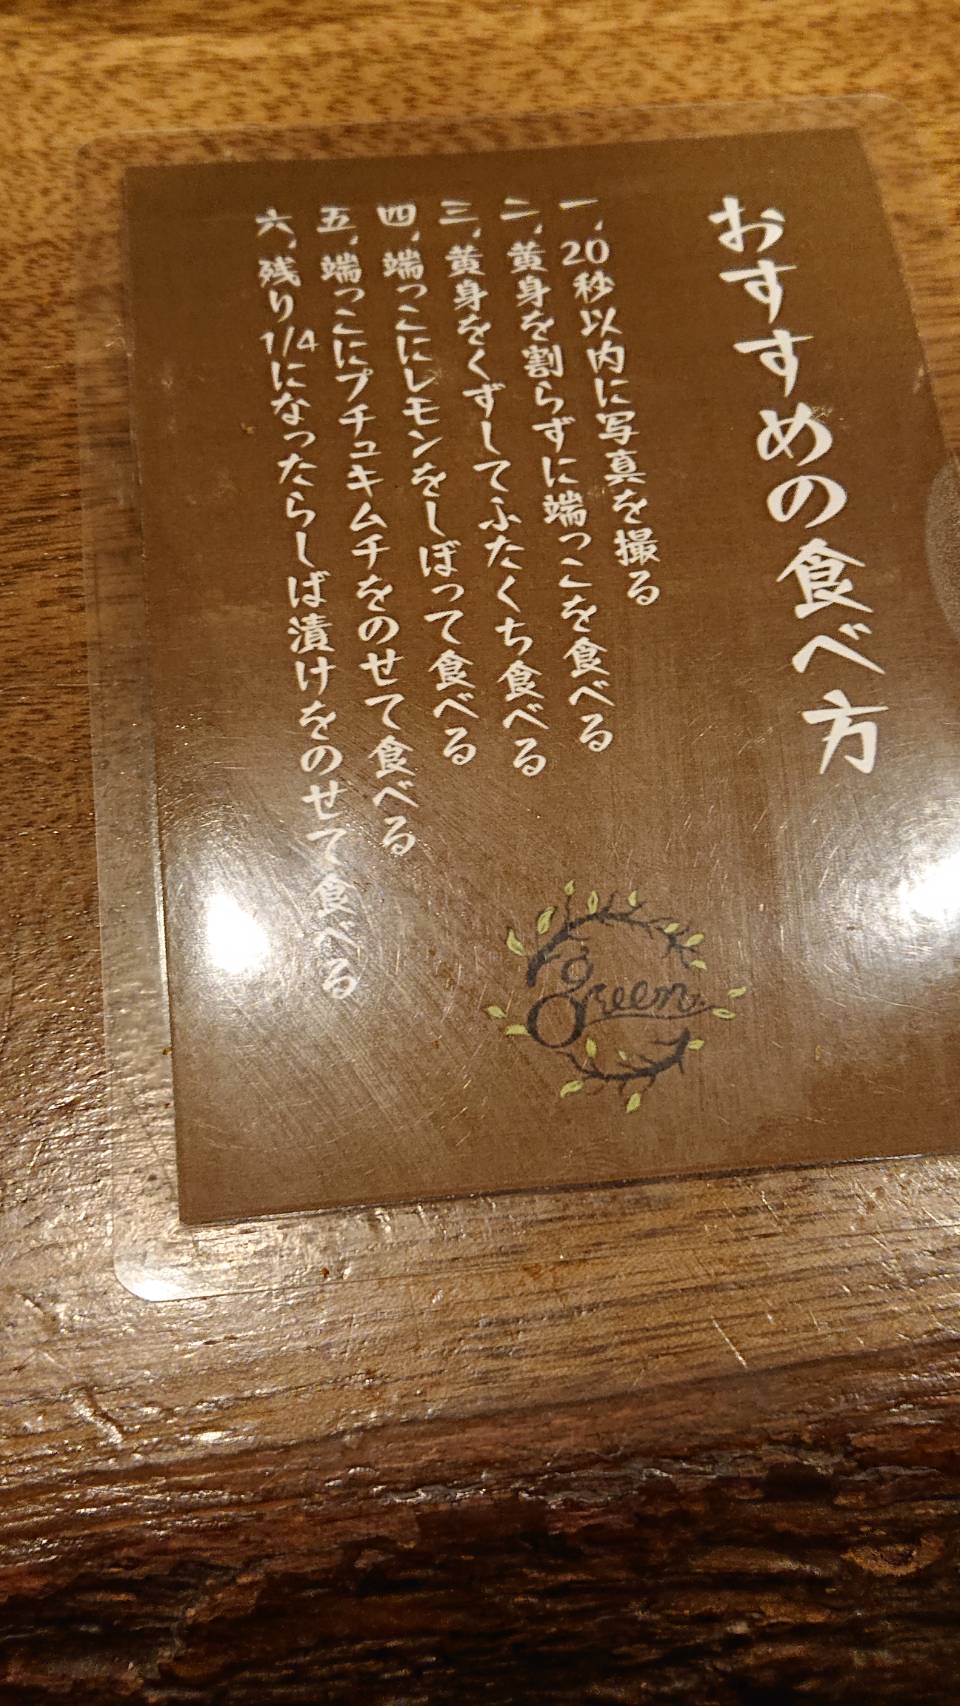 おすすめの食べ方
一、20秒以内に写真を撮る
二、黄身を割らずに端っこを食べる
三、黄身をくずしてふたくち食べる
四、端っこにレモンをしぼって食べる
五、端っこにプチュキムチをのせて食べる
六、残り1/4になったらしば漬けをのせて食べる
green